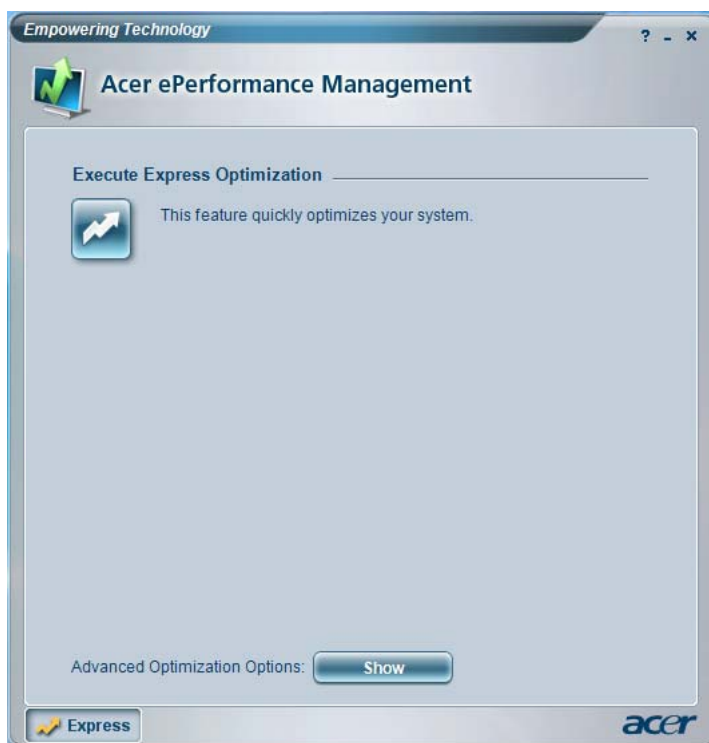 Empowering Technology
? - ×
Acer ePerformance Management
Execute Express Optimization
This feature quickly optimizes your system.
Advanced Optimization Options: Show
Express
acer